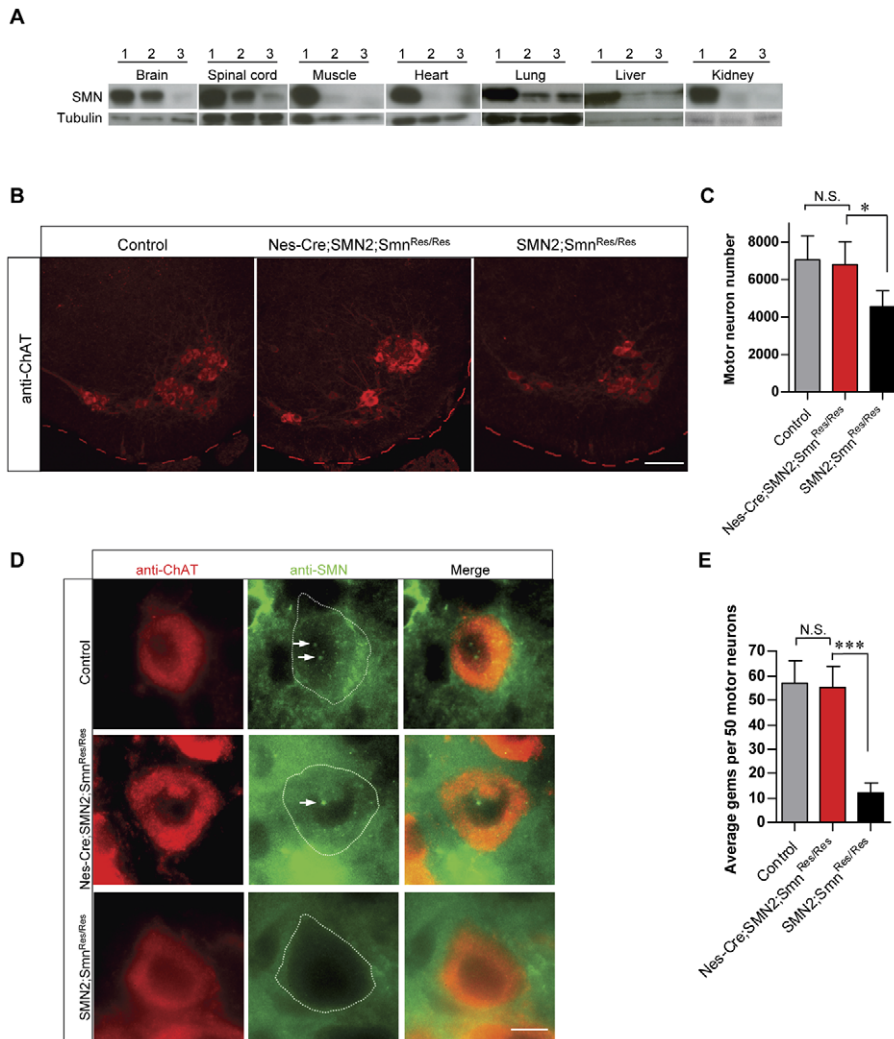 A
1 2 3 1 2 3 1 2 3 1 2 3 1 2 3 1 2 3 1 2 3
Brain Spinal cord Muscle Heart Lung Liver Kidney
SMN
Tubulin
B
Control Nes-Cre;SMN2;Smn^Res/Res SMN2;Smn^Res/Res
anti-ChAT
C
N.S.
*
Motor neuron number
8000
6000
4000
2000
0
Control
Nes-Cre;SMN2;Smn^Res/Res
SMN2;Smn^Res/Res
D
anti-ChAT anti-SMN Merge
Control
Nes-Cre;SMN2;Smn^Res/Res
SMN2;Smn^Res/Res
E
N.S.
***
Average gems per 50 motor neurons
70
60
50
40
30
20
10
0
Control
Nes-Cre;SMN2;Smn^Res/Res
SMN2;Smn^Res/Res